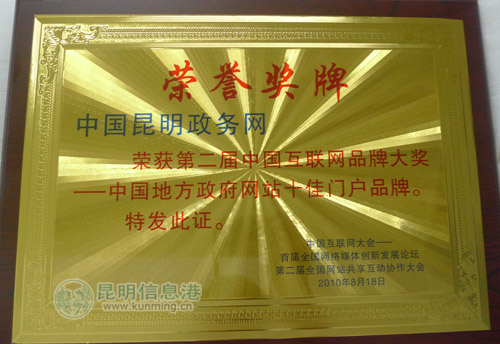 荣誉奖牌
中国昆明政务网
荣获第二届中国互联网品牌大奖
——中国地方政府网站十佳门户品牌。
特发此证。
中国互联网大会——
首届全国网络媒体创新发展论坛
第二届全国网站共享互动协作大会
2010年8月18日
昆明信息港
www.kunming.cn